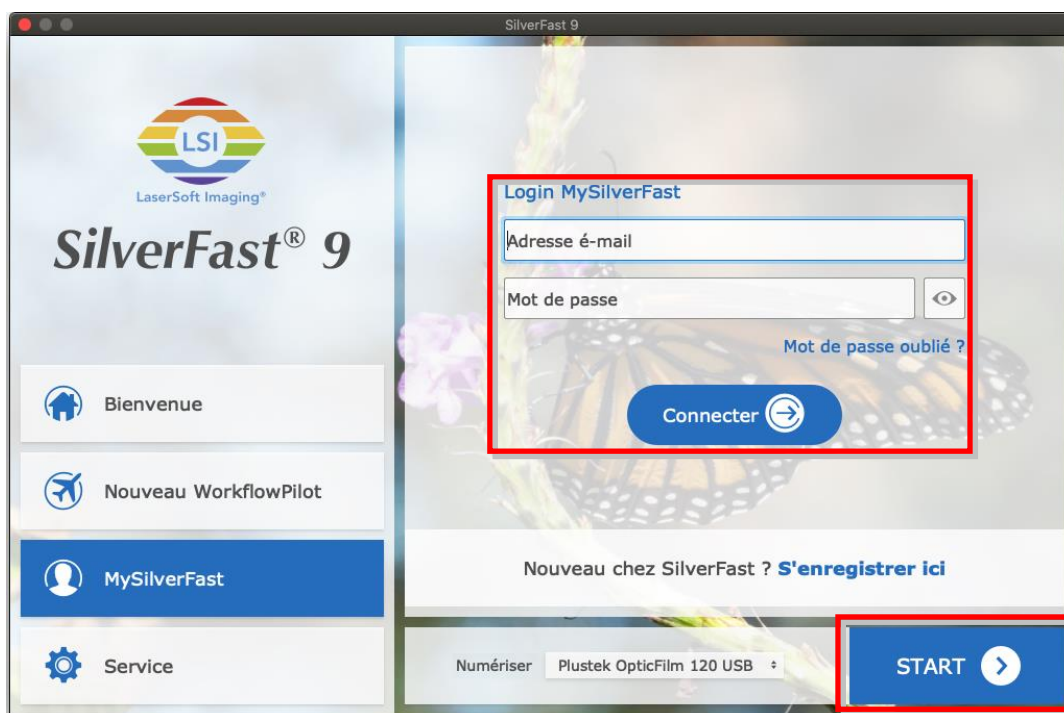 SilverFast 9
LSI
LaserSoft Imaging®
SilverFast® 9
Bienvenue
Nouveau WorkflowPilot
MySilverFast
Service
Login MySilverFast
Adresse é-mail
Mot de passe
Mot de passe oublié ?
Connecter
Nouveau chez SilverFast ? S'enregistrer ici
Numériser Plustek OpticFilm 120 USB
START